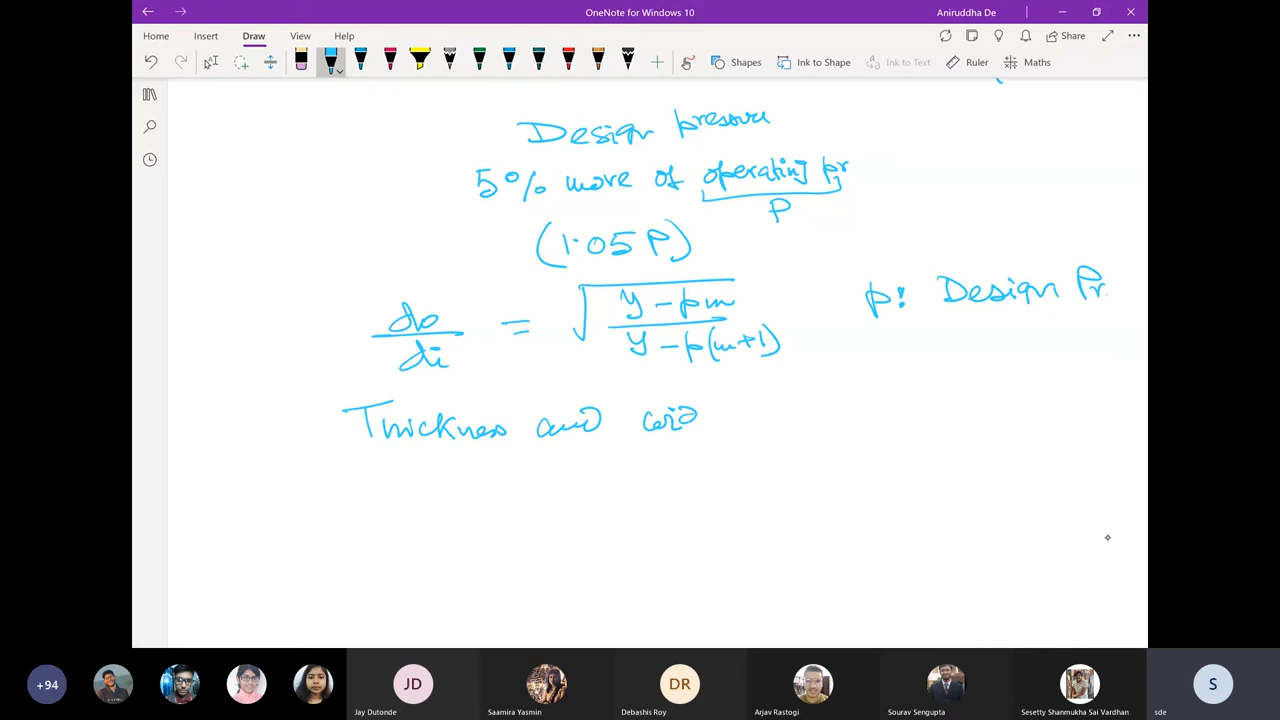 OneNote for Windows 10
Aniruddha De
Home Insert Draw View Help
Share
Shapes Ink to Shape Ink to Text Ruler Maths
Design pressure
5% more of operating pr
P
(1.05 P)
do/di = √((y - pm)/(y - p(m+1)))
p: Design Pr.
Thickness and wid
+94 JD DR S
Jay Dutonde Saamira Yasmin Debashis Roy Arjav Rastogi Sourav Sengupta Sesetty Shanmukha Sai Vardhan sde